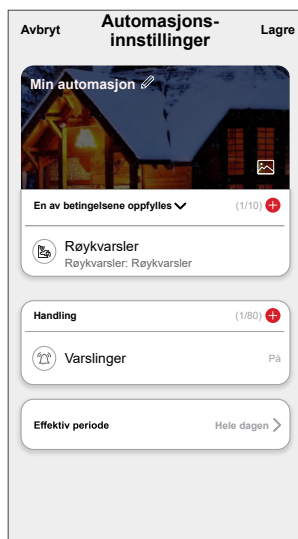 Avbryt
Automasjons-
innstillinger
Lagre
Min automasjon
En av betingelsene oppfylles
(1/10)
Røykvarsler
Røykvarsler: Røykvarsler
Handling
(1/80)
Varslinger
På
Effektiv periode
Hele dagen